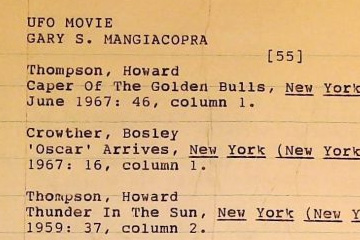 UFO MOVIE
GARY S. MANGIACOPRA
[55]
Thompson, Howard
Caper Of The Golden Bulls, New York
June 1967: 46, column 1.
Crowther, Bosley
'Oscar' Arrives, New York (New York
1967: 16, column 1.
Thompson, Howard
Thunder In The Sun, New York (New
1959: 37, column 2.